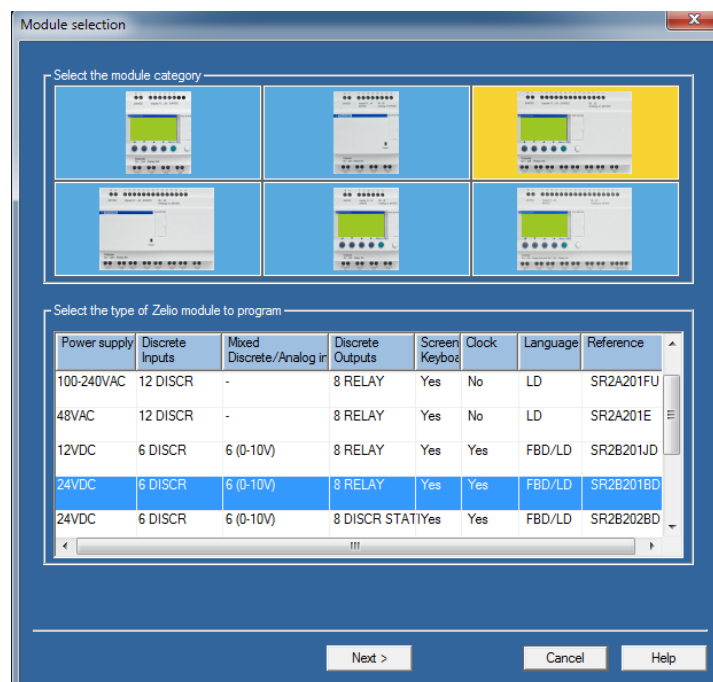 Module selection
Select the module category
Select the type of Zelio module to program
Power supply Discrete Inputs Mixed Discrete/Analog in Discrete Outputs Screen Keyboa Clock Language Reference
100-240VAC 12 DISCR - 8 RELAY Yes No LD SR2A201FU
48VAC 12 DISCR - 8 RELAY Yes No LD SR2A201E
12VDC 6 DISCR 6 (0-10V) 8 RELAY Yes Yes FBD/LD SR2B201JD
24VDC 6 DISCR 6 (0-10V) 8 RELAY Yes Yes FBD/LD SR2B201BD
24VDC 6 DISCR 6 (0-10V) 8 DISCR STATI Yes Yes FBD/LD SR2B202BD
Next > Cancel Help